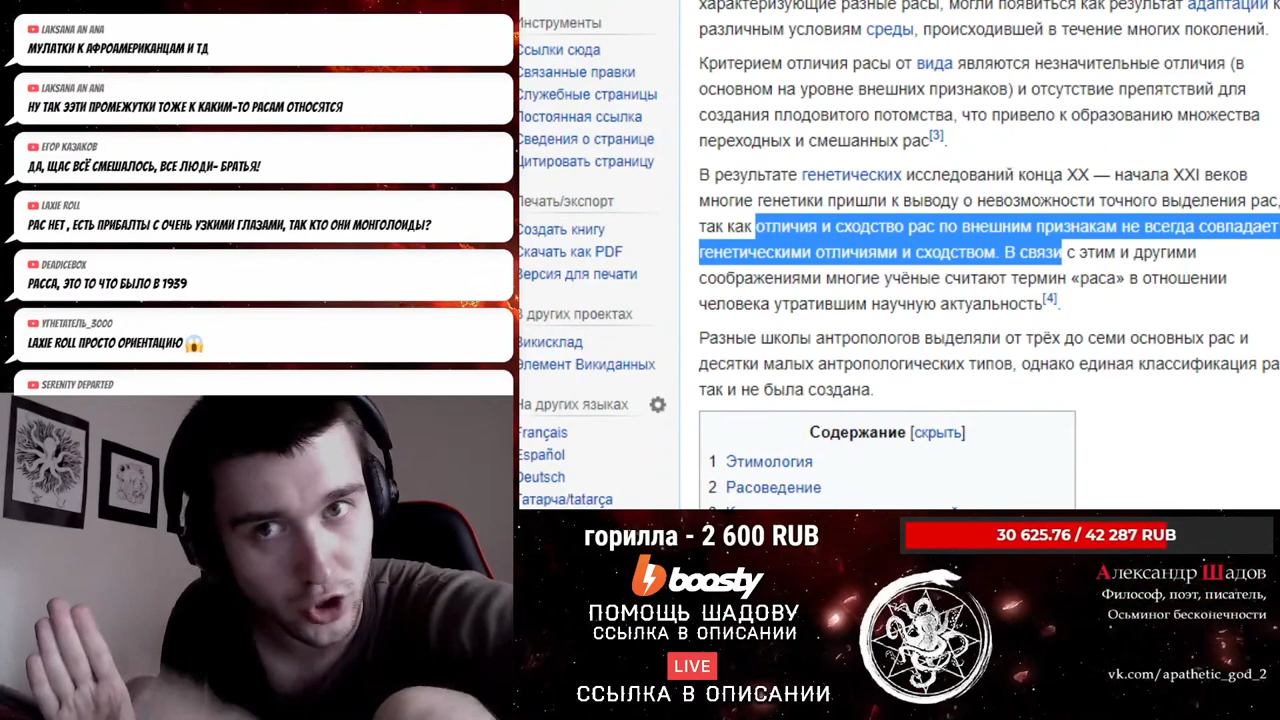 LAKSANA AN ANA
МУЛАТКИ К АФРОАМЕРИКАНЦАМ И ТД
LAKSANA AN ANA
НУ ТАК ЭЭТИ ПРОМЕЖУТКИ ТОЖЕ К КАКИМ-ТО РАСАМ ОТНОСЯТСЯ
ЕГОР КАЗАКОВ
ДА, ЩАС ВСЁ СМЕШАЛОСЬ, ВСЕ ЛЮДИ- БРАТЬЯ!
LAXIE ROLL
РАС НЕТ , ЕСТЬ ПРИБАЛТЫ С ОЧЕНЬ УЗКИМИ ГЛАЗАМИ, ТАК КТО ОНИ МОНГОЛОИДЫ?
DEADICEBOX
РАССА, ЭТО ТО ЧТО БЫЛО В 1939
УГНЕТАТЕЛЬ_3000
LAXIE ROLL ПРОСТО ОРИЕНТАЦИЮ 😱
SERENITY DEPARTED
Инструменты
Ссылки сюда
Связанные правки
Служебные страницы
Постоянная ссылка
Сведения о странице
Цитировать страницу
Печать/экспорт
Создать книгу
Скачать как PDF
Версия для печати
В других проектах
Викисклад
Элемент Викиданных
На других языках
Français
Español
Deutsch
Татарча/tatarça
характеризующие разные расы, могли появиться как результат адаптации к
различным условиям среды, происходившей в течение многих поколений.
Критерием отличия расы от вида являются незначительные отличия (в
основном на уровне внешних признаков) и отсутствие препятствий для
создания плодовитого потомства, что привело к образованию множества
переходных и смешанных рас[3].
В результате генетических исследований конца XX — начала XXI веков
многие генетики пришли к выводу о невозможности точного выделения рас,
так как отличия и сходство рас по внешним признакам не всегда совпадает
генетическими отличиями и сходством. В связи с этим и другими
соображениями многие учёные считают термин «раса» в отношении
человека утратившим научную актуальность[4].
Разные школы антропологов выделяли от трёх до семи основных рас и
десятки малых антропологических типов, однако единая классификация ра
так и не была создана.
Содержание [скрыть]
1 Этимология
2 Расоведение
горилла - 2 600 RUB
boosty
ПОМОЩЬ ШАДОВУ
ССЫЛКА В ОПИСАНИИ
LIVE
ССЫЛКА В ОПИСАНИИ
30 625.76 / 42 287 RUB
Александр Шадов
Философ, поэт, писатель,
Осьминог бесконечности
vk.com/apathetic_god_2